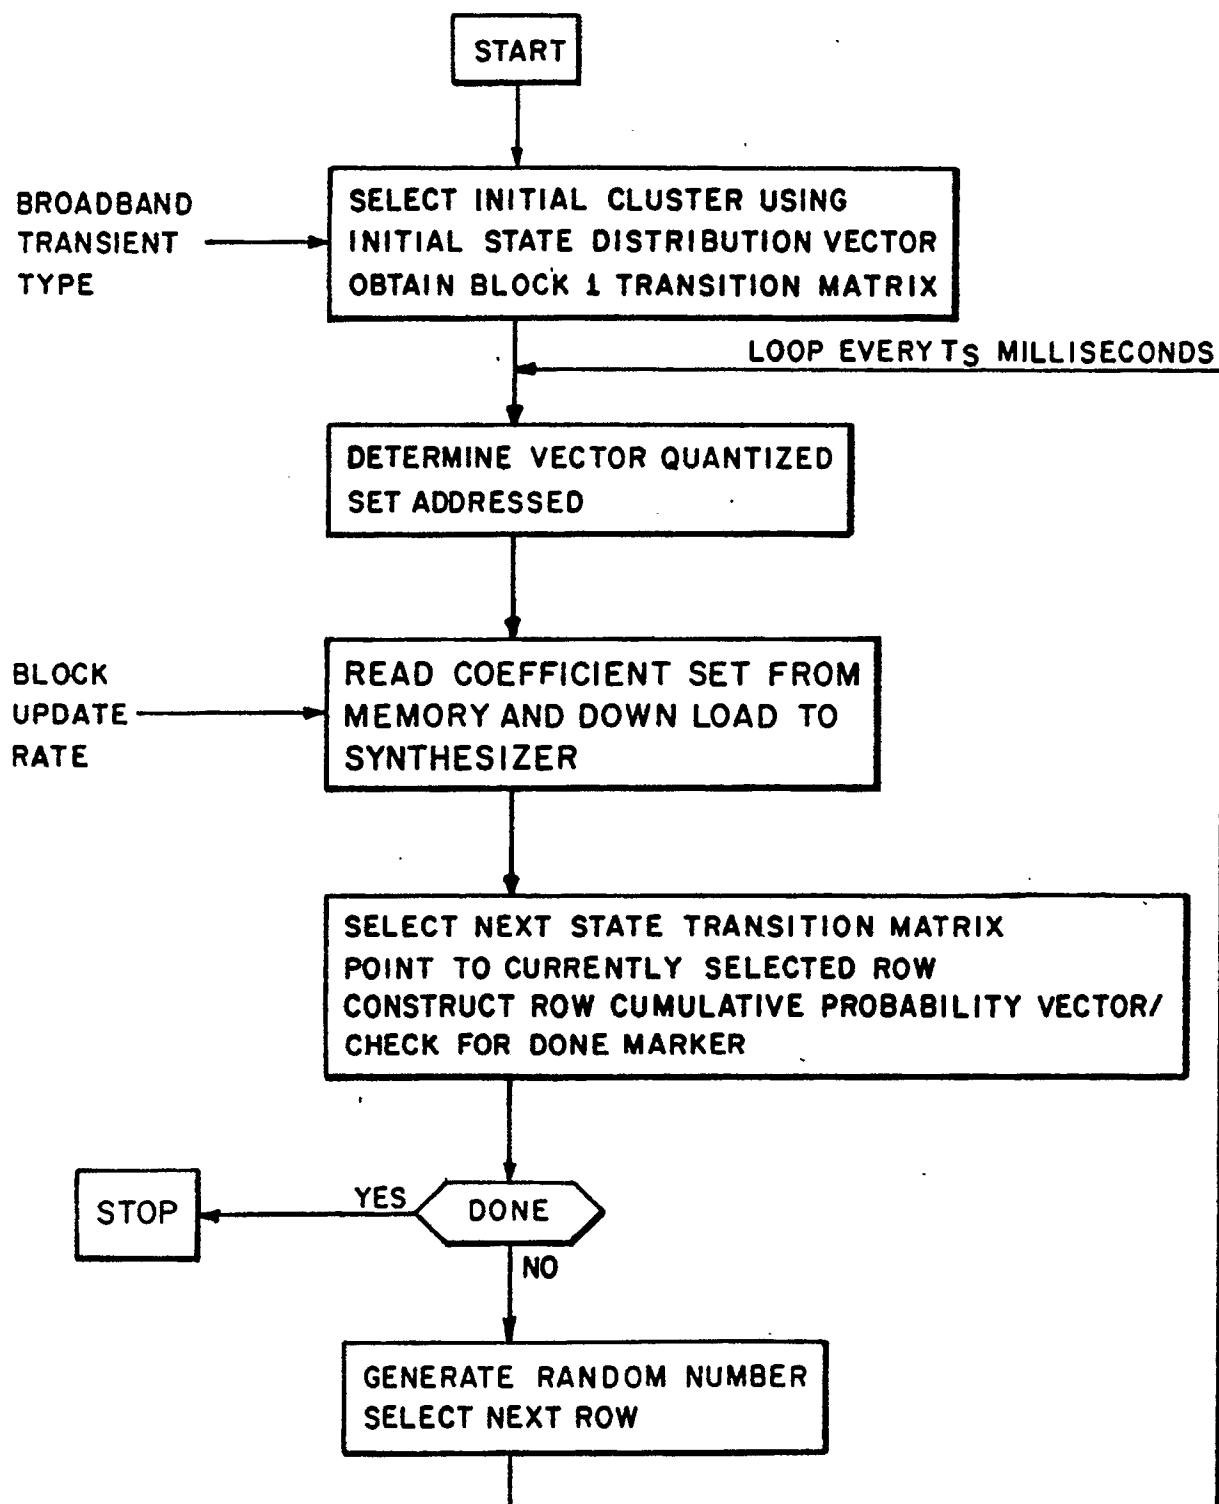 START
BROADBAND
TRANSIENT
TYPE
SELECT INITIAL CLUSTER USING
INITIAL STATE DISTRIBUTION VECTOR
OBTAIN BLOCK 1 TRANSITION MATRIX
LOOP EVERY TS MILLISECONDS
DETERMINE VECTOR QUANTIZED
SET ADDRESSED
BLOCK
UPDATE
RATE
READ COEFFICIENT SET FROM
MEMORY AND DOWN LOAD TO
SYNTHESIZER
SELECT NEXT STATE TRANSITION MATRIX
POINT TO CURRENTLY SELECTED ROW
CONSTRUCT ROW CUMULATIVE PROBABILITY VECTOR/
CHECK FOR DONE MARKER
STOP
YES
DONE
NO
GENERATE RANDOM NUMBER
SELECT NEXT ROW